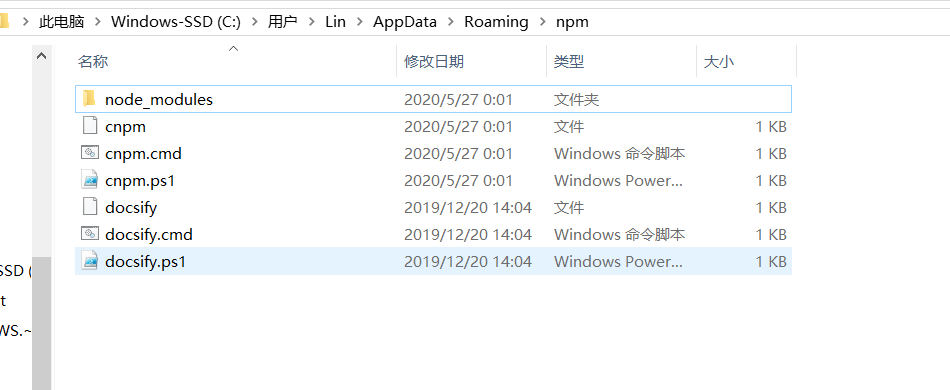 此电脑 > Windows-SSD (C:) > 用户 > Lin > AppData > Roaming > npm
名称 修改日期 类型 大小
node_modules 2020/5/27 0:01 文件夹
cnpm 2020/5/27 0:01 文件 1 KB
cnpm.cmd 2020/5/27 0:01 Windows 命令脚本 1 KB
cnpm.ps1 2020/5/27 0:01 Windows Power... 1 KB
docsify 2019/12/20 14:04 文件 1 KB
docsify.cmd 2019/12/20 14:04 Windows 命令脚本 1 KB
docsify.ps1 2019/12/20 14:04 Windows Power... 1 KB
SSD (
t
WS.~